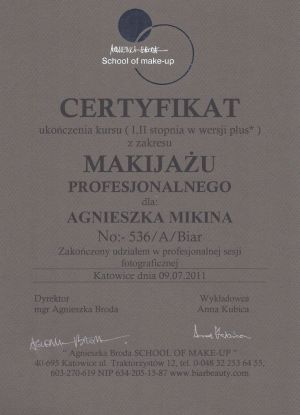 AGNIESZKA BRODA
School of make-up
CERTYFIKAT
ukończenia kursu ( I,II stopnia w wersji plus* )
z zakresu
MAKIJAŻU
PROFESJONALNEGO
dla:
AGNIESZKA MIKINA
No:- 536/A/Biar
Zakończony udziałem w profesjonalnej sesji
fotograficznej
Katowice dnia 09.07.2011
Dyrektor
mgr Agnieszka Broda
Wykładowca
Anna Kubica
" Agnieszka Broda SCHOOL OF MAKE-UP "
40-695 Katowice ul. Traktorzystów 12, tel. 0-048 32 253 64 55,
603-270-619 NIP 634-205-15-87 www.biarbeauty.com